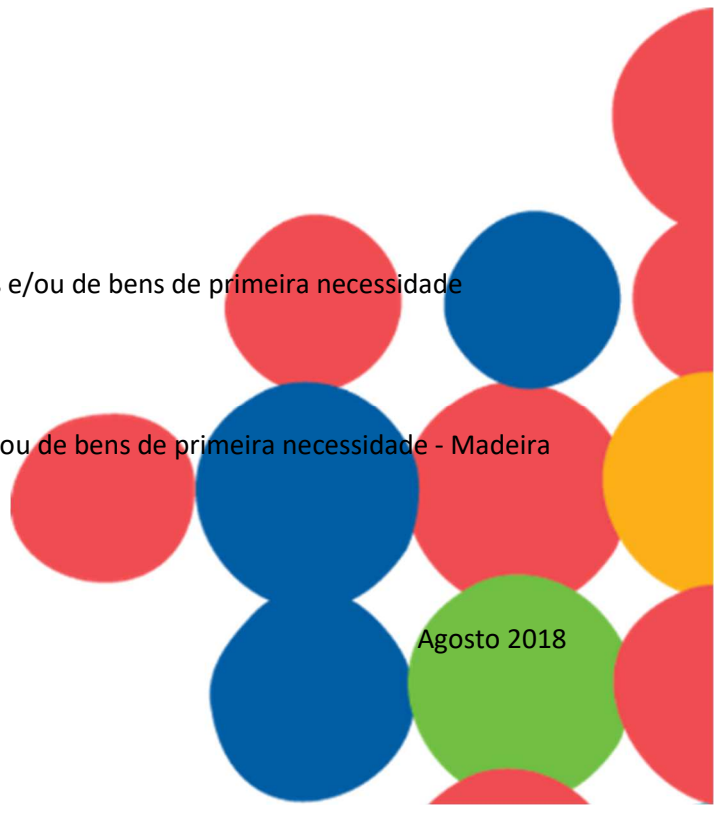 e/ou de bens de primeira necessidade
ou de bens de primeira necessidade - Madeira
Agosto 2018